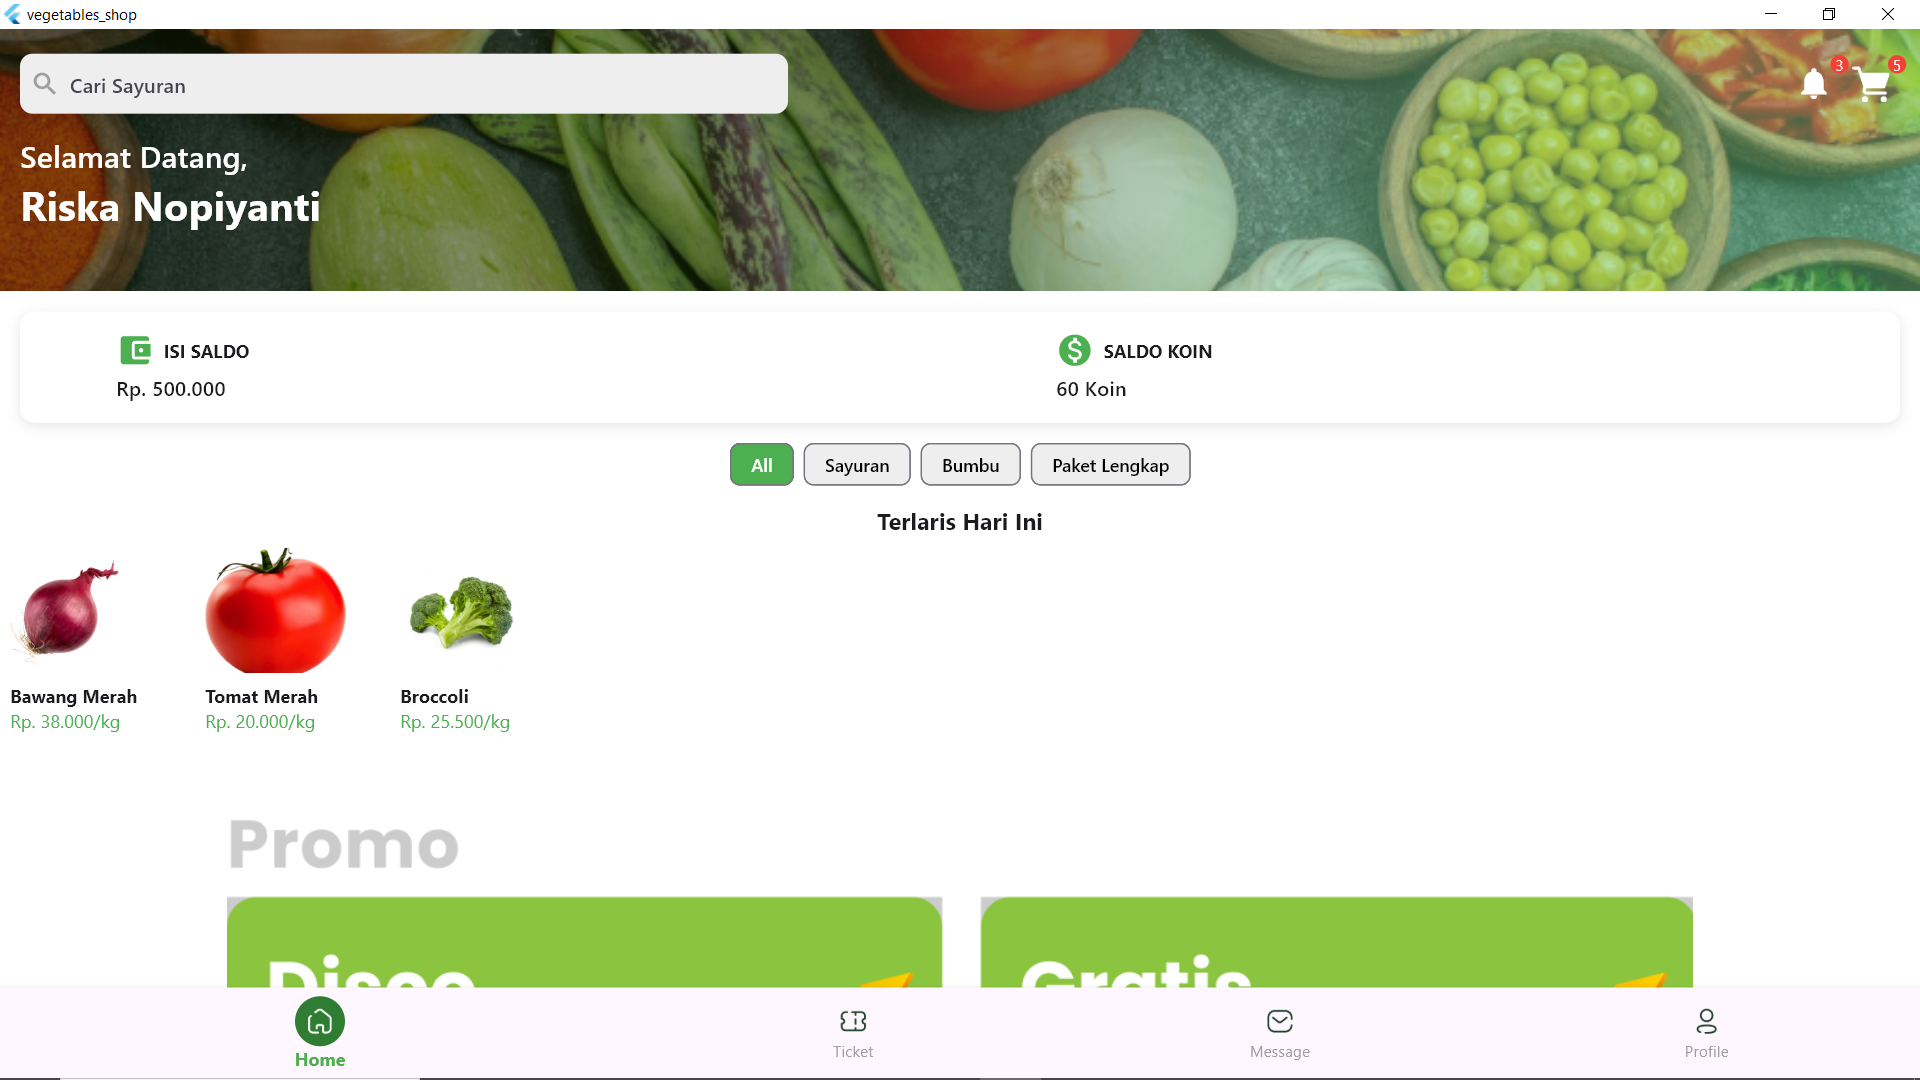 vegetables_shop
Cari Sayuran
3
5
Selamat Datang,
Riska Nopiyanti
ISI SALDO
Rp. 500.000
SALDO KOIN
60 Koin
All
Sayuran
Bumbu
Paket Lengkap
Terlaris Hari Ini
Bawang Merah
Rp. 38.000/kg
Tomat Merah
Rp. 20.000/kg
Broccoli
Rp. 25.500/kg
Promo
Gratis
Home
Ticket
Message
Profile